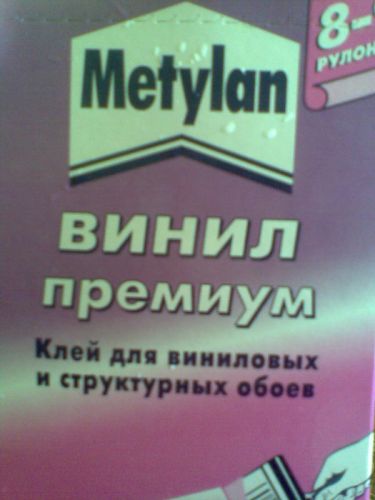 8
РУЛОН
Metylan
ВИНИЛ
премиум
Клей для виниловых
и структурных обоев